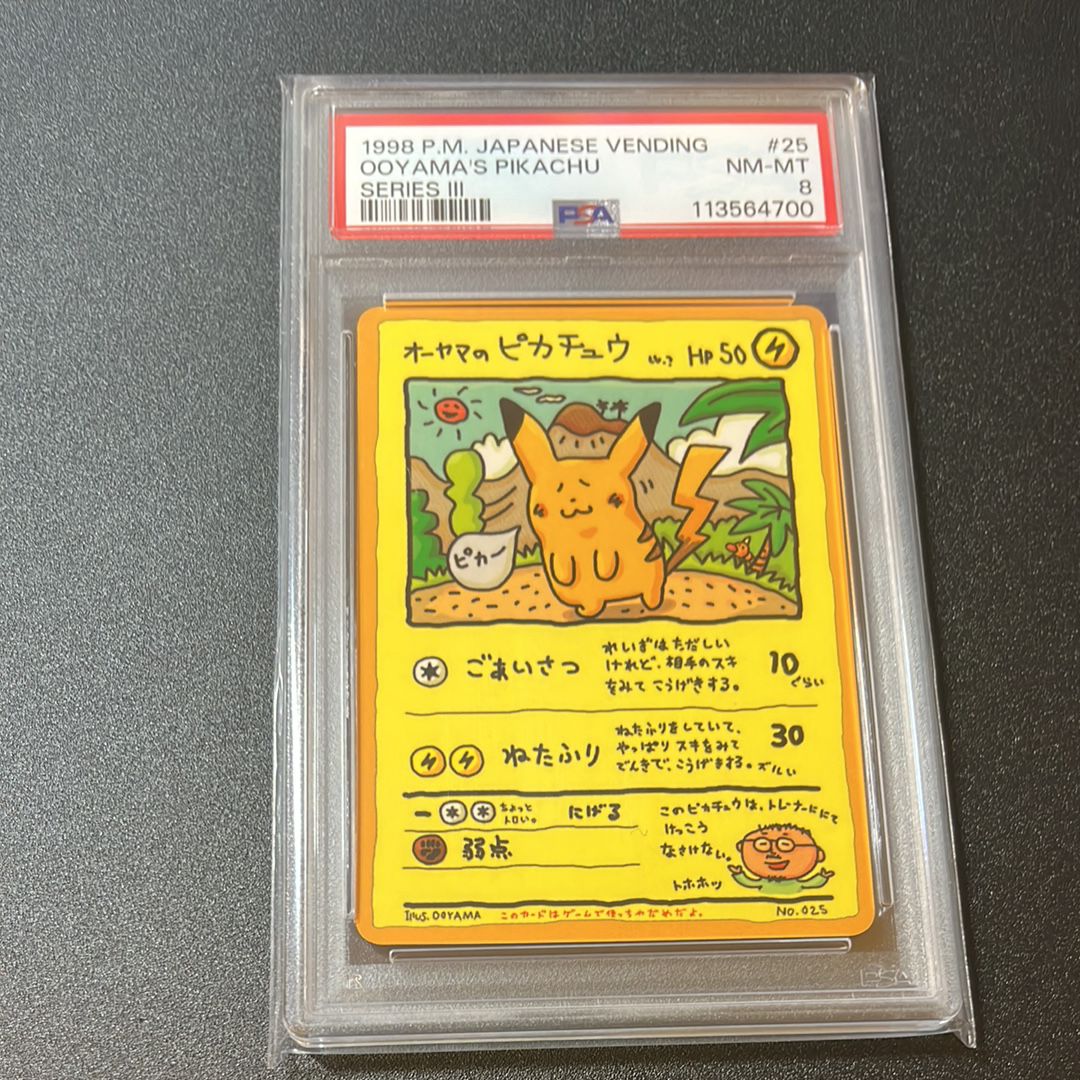 1998 P.M. JAPANESE VENDING #25
OOYAMA'S PIKACHU NM-MT
SERIES III 8
PSA 113564700
オーヤマの ピカチュウ LV.? HP 50
ピカー
ごあいさつ
れいぎはただしい
けれど、相手のスキ
をみて こうげきする。
10
ぐらい
ねたふり
ねたふりをしていて、
やっぱり スキをみて
でんきで、こうげきする。ズルい
30
ー ちょっと
トロい。
にげる
弱点
このピカチュウは、トレーナーににて
けっこう
なさけない。
トホホッ
Illus. OOYAMA このカードはゲームで使っちゃだめだよ。 NO. 025
PSA